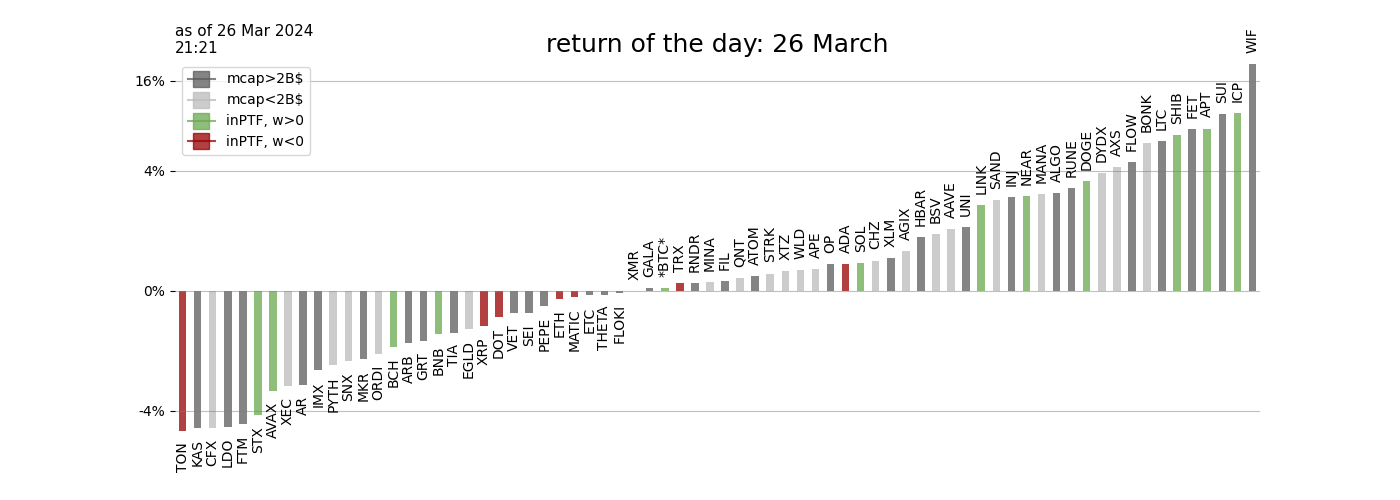 as of 26 Mar 2024
21:21
return of the day: 26 March
mcap>2B$
mcap<2B$
inPTF, w>0
inPTF, w<0
16%
4%
0%
-4%
TON
KAS
CFX
LDO
FTM
STX
AVAX
XEC
AR
IMX
PYTH
SNX
MKR
ORDI
BCH
ARB
GRT
BNB
TIA
EGLD
XRP
DOT
VET
SEI
PEPE
ETH
MATIC
ETC
THETA
FLOKI
XMR
GALA
*BTC*
TRX
RNDR
MINA
FIL
QNT
ATOM
STRK
XTZ
WLD
APE
OP
ADA
SOL
CHZ
XLM
AGIX
HBAR
BSV
AAVE
UNI
LINK
SAND
INJ
NEAR
MANA
ALGO
RUNE
DOGE
DYDX
AXS
FLOW
BONK
LTC
SHIB
FET
APT
SUI
ICP
WIF